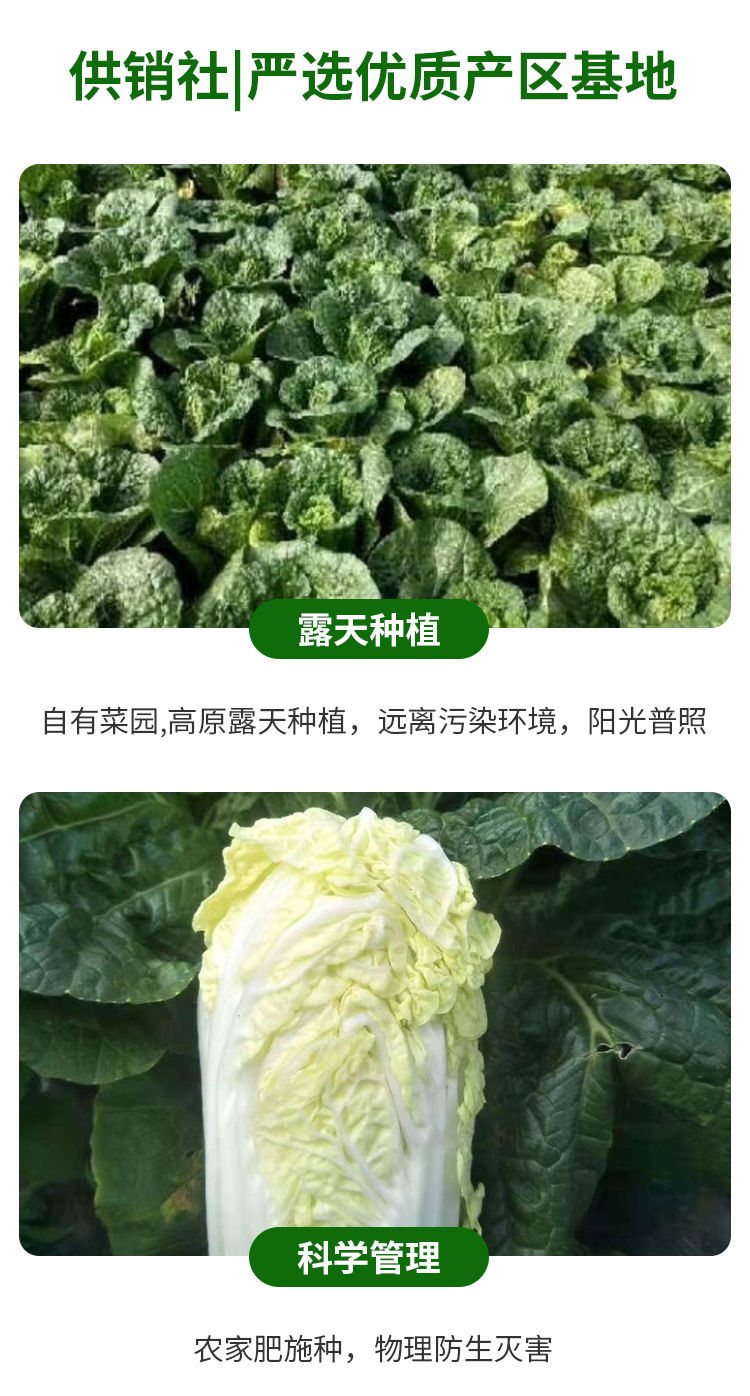 供销社|严选优质产区基地
露天种植
自有菜园,高原露天种植，远离污染环境，阳光普照
科学管理
农家肥施种，物理防生灭害